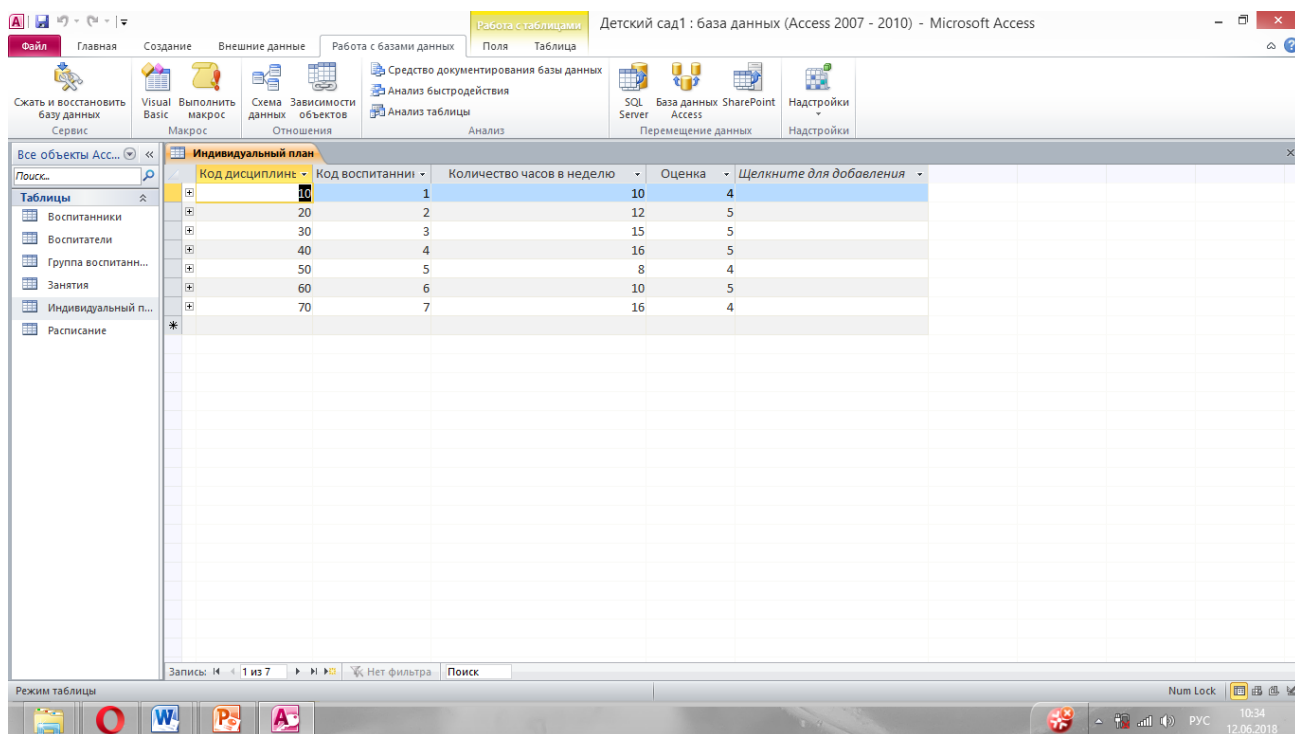 Работа с таблицами
Детский сад1 : база данных (Access 2007 - 2010) - Microsoft Access
Файл Главная Создание Внешние данные Работа с базами данных Поля Таблица
Сжать и восстановить базу данных
Visual Basic
Выполнить макрос
Схема данных
Зависимости объектов
Средство документирования базы данных
Анализ быстродействия
Анализ таблицы
SQL Server
База данных Access
SharePoint
Надстройки
Сервис Макрос Отношения Анализ Перемещение данных Надстройки
Все объекты Acc...
Поиск...
Таблицы
Воспитанники
Воспитатели
Группа воспитанн...
Занятия
Индивидуальный п...
Расписание
Индивидуальный план
Код дисциплины Код воспитанни Количество часов в неделю Оценка Щелкните для добавления
10 1 10 4
20 2 12 5
30 3 15 5
40 4 16 5
50 5 8 4
60 6 10 5
70 7 16 4
Запись: 1 из 7 Нет фильтра Поиск
Режим таблицы
Num Lock
РУС
10:34
12.06.2018